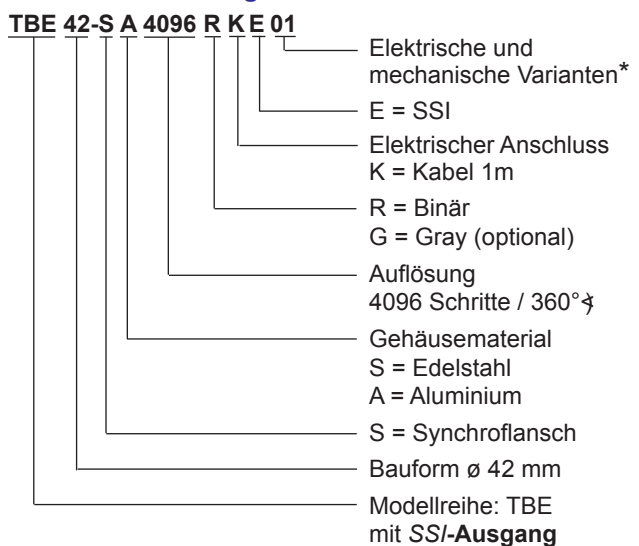 TBE 42-S A 4096 R K E 01
Elektrische und
mechanische Varianten*
E = SSI
Elektrischer Anschluss
K = Kabel 1m
R = Binär
G = Gray (optional)
Auflösung
4096 Schritte / 360°∢
Gehäusematerial
S = Edelstahl
A = Aluminium
S = Synchroflansch
Bauform ø 42 mm
Modellreihe: TBE
mit SSI-Ausgang